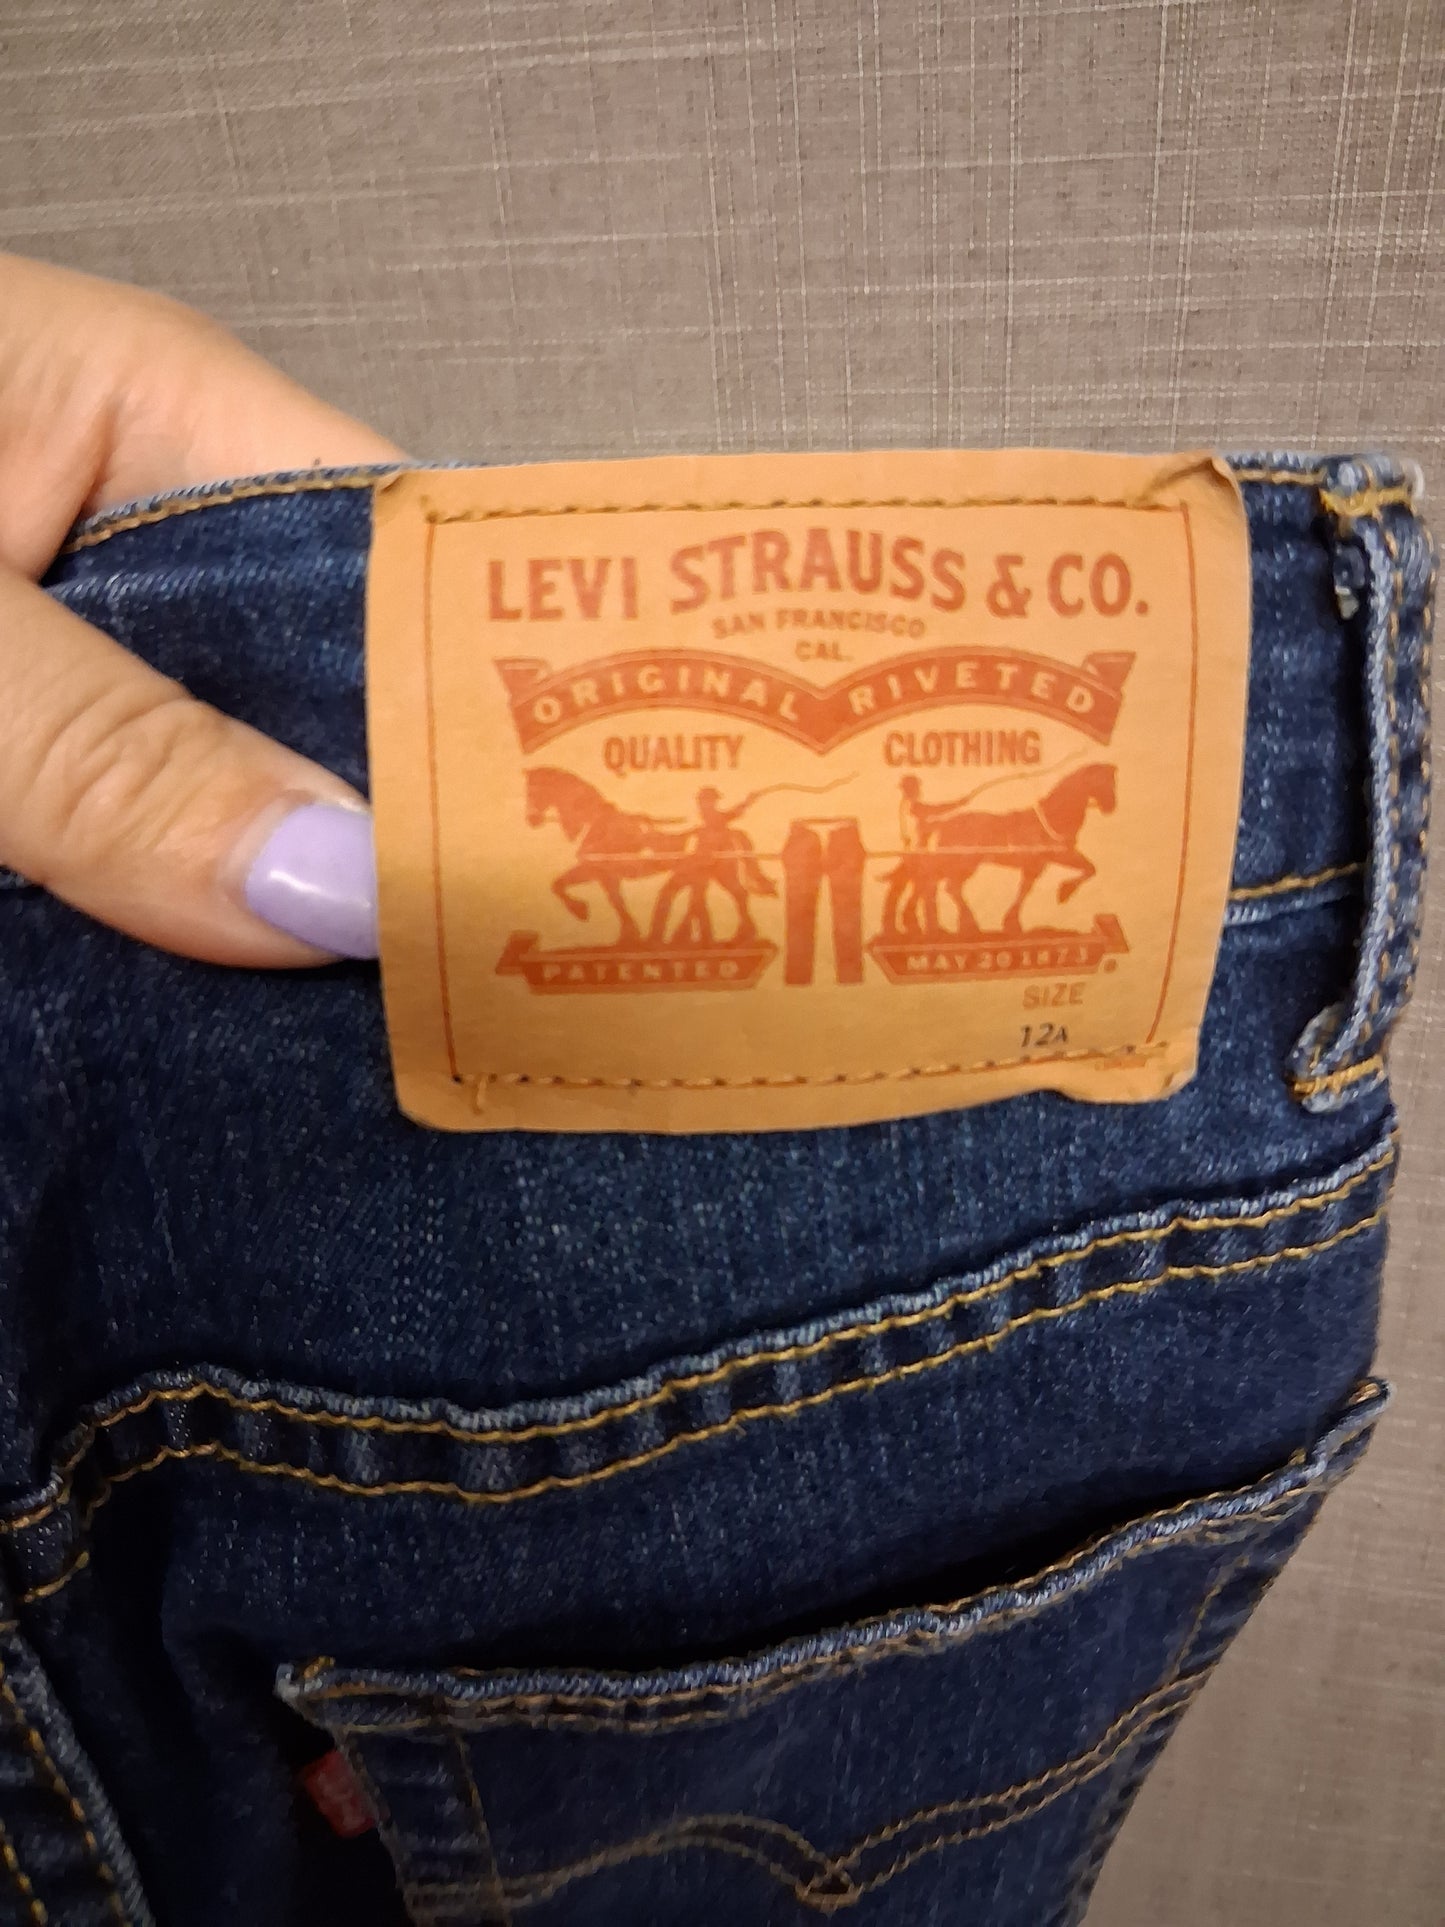 LEVI STRAUSS & CO.
SAN FRANCISCO
CAL.
ORIGINAL RIVETED
QUALITY CLOTHING
PATENTED MAY 20 1873
SIZE
12A